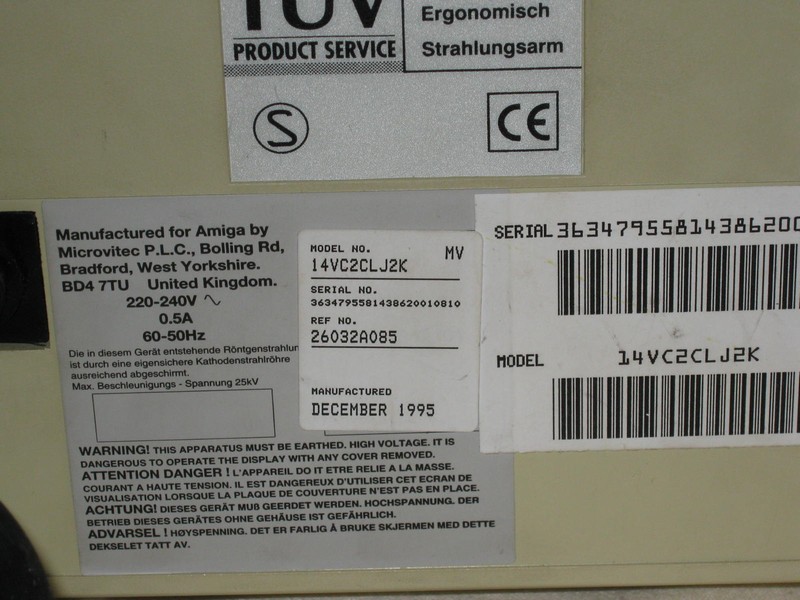 TÜV
PRODUCT SERVICE
Ergonomisch
Strahlungsarm
S
CE
Manufactured for Amiga by
Microvitec P.L.C., Bolling Rd,
Bradford, West Yorkshire.
BD4 7TU United Kingdom.
220-240V ∿
0.5A
60-50Hz
Die in diesem Gerät entstehende Röntgenstrahlun
ist durch eine eigensichere Kathodenstrahlröhre
ausreichend abgeschirmt.
Max. Beschleunigungs - Spannung 25kV
MODEL NO. MV
14VC2CLJ2K
SERIAL NO.
3634795581438620010810
REF NO.
26032A085
MANUFACTURED
DECEMBER 1995
SERIAL 36347955814386200
MODEL 14VC2CLJ2K
WARNING! THIS APPARATUS MUST BE EARTHED. HIGH VOLTAGE. IT IS
DANGEROUS TO OPERATE THE DISPLAY WITH ANY COVER REMOVED.
ATTENTION DANGER ! L'APPAREIL DO IT ETRE RELIE A LA MASSE.
COURANT A HAUTE TENSION. IL EST DANGEREUX D'UTILISER CET ECRAN DE
VISUALISATION LORSQUE LA PLAQUE DE COUVERTURE N'EST PAS EN PLACE.
ACHTUNG! DIESES GERÄT MUß GEERDET WERDEN. HOCHSPANNUNG. DER
BETRIEB DIESES GERÄTES OHNE GEHÄUSE IST GEFÄHRLICH.
ADVARSEL ! HØYSPENNING. DET ER FARLIG Å BRUKE SKJERMEN MED DETTE
DEKSELET TATT AV.